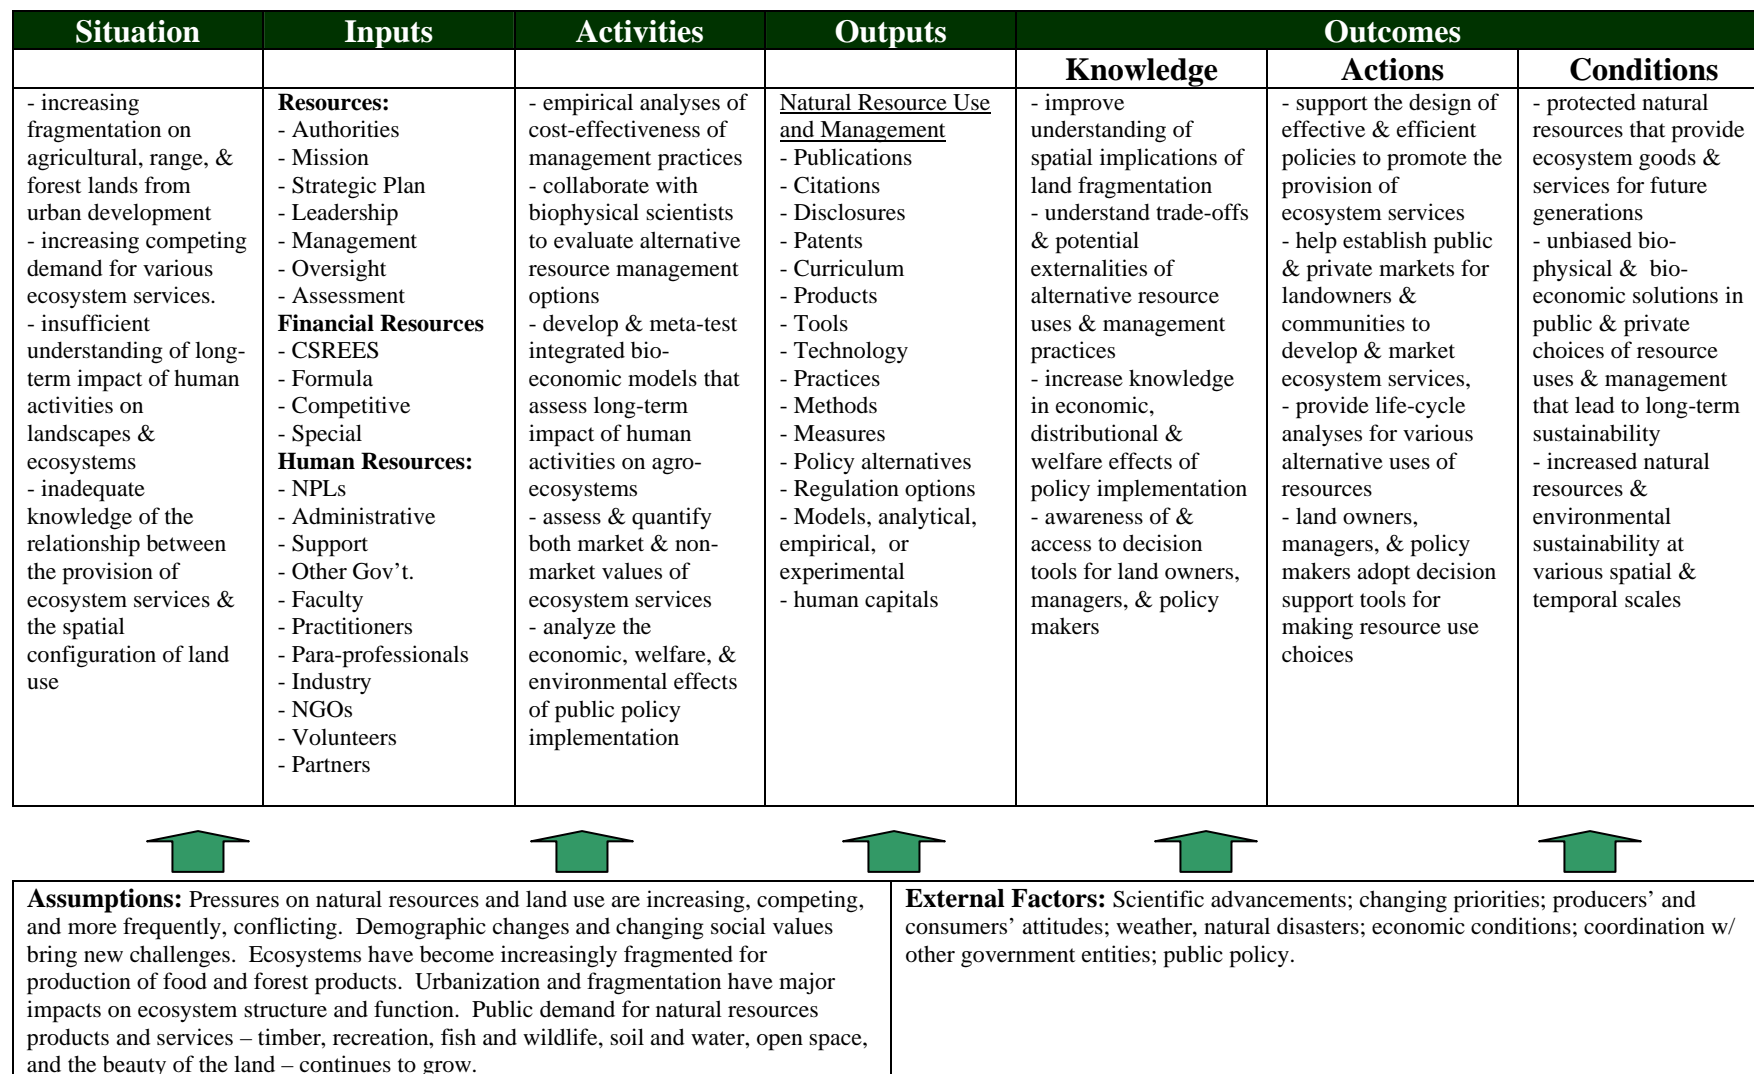 Situation
Inputs
Activities
Outputs
Outcomes
Knowledge
Actions
Conditions
- increasing
fragmentation on
agricultural, range, &
forest lands from
urban development
- increasing competing
demand for various
ecosystem services.
- insufficient
understanding of long-
term impact of human
activities on
landscapes &
ecosystems
- inadequate
knowledge of the
relationship between
the provision of
ecosystem services &
the spatial
configuration of land
use
Resources:
- Authorities
- Mission
- Strategic Plan
- Leadership
- Management
- Oversight
- Assessment
Financial Resources
- CSREES
- Formula
- Competitive
- Special
Human Resources:
- NPLs
- Administrative
- Support
- Other Gov’t.
- Faculty
- Practitioners
- Para-professionals
- Industry
- NGOs
- Volunteers
- Partners
- empirical analyses of
cost-effectiveness of
management practices
- collaborate with
biophysical scientists
to evaluate alternative
resource management
options
- develop & meta-test
integrated bio-
economic models that
assess long-term
impact of human
activities on agro-
ecosystems
- assess & quantify
both market & non-
market values of
ecosystem services
- analyze the
economic, welfare, &
environmental effects
of public policy
implementation
Natural Resource Use
and Management
- Publications
- Citations
- Disclosures
- Patents
- Curriculum
- Products
- Tools
- Technology
- Practices
- Methods
- Measures
- Policy alternatives
- Regulation options
- Models, analytical,
empirical, or
experimental
- human capitals
- improve
understanding of
spatial implications of
land fragmentation
- understand trade-offs
& potential
externalities of
alternative resource
uses & management
practices
- increase knowledge
in economic,
distributional &
welfare effects of
policy implementation
- awareness of &
access to decision
tools for land owners,
managers, & policy
makers
- support the design of
effective & efficient
policies to promote the
provision of
ecosystem services
- help establish public
& private markets for
landowners &
communities to
develop & market
ecosystem services,
- provide life-cycle
analyses for various
alternative uses of
resources
- land owners,
managers, & policy
makers adopt decision
support tools for
making resource use
choices
- protected natural
resources that provide
ecosystem goods &
services for future
generations
- unbiased bio-
physical & bio-
economic solutions in
public & private
choices of resource
uses & management
that lead to long-term
sustainability
- increased natural
resources &
environmental
sustainability at
various spatial &
temporal scales
Assumptions: Pressures on natural resources and land use are increasing, competing,
and more frequently, conflicting. Demographic changes and changing social values
bring new challenges. Ecosystems have become increasingly fragmented for
production of food and forest products. Urbanization and fragmentation have major
impacts on ecosystem structure and function. Public demand for natural resources
products and services – timber, recreation, fish and wildlife, soil and water, open space,
and the beauty of the land – continues to grow.
External Factors: Scientific advancements; changing priorities; producers’ and
consumers’ attitudes; weather, natural disasters; economic conditions; coordination w/
other government entities; public policy.